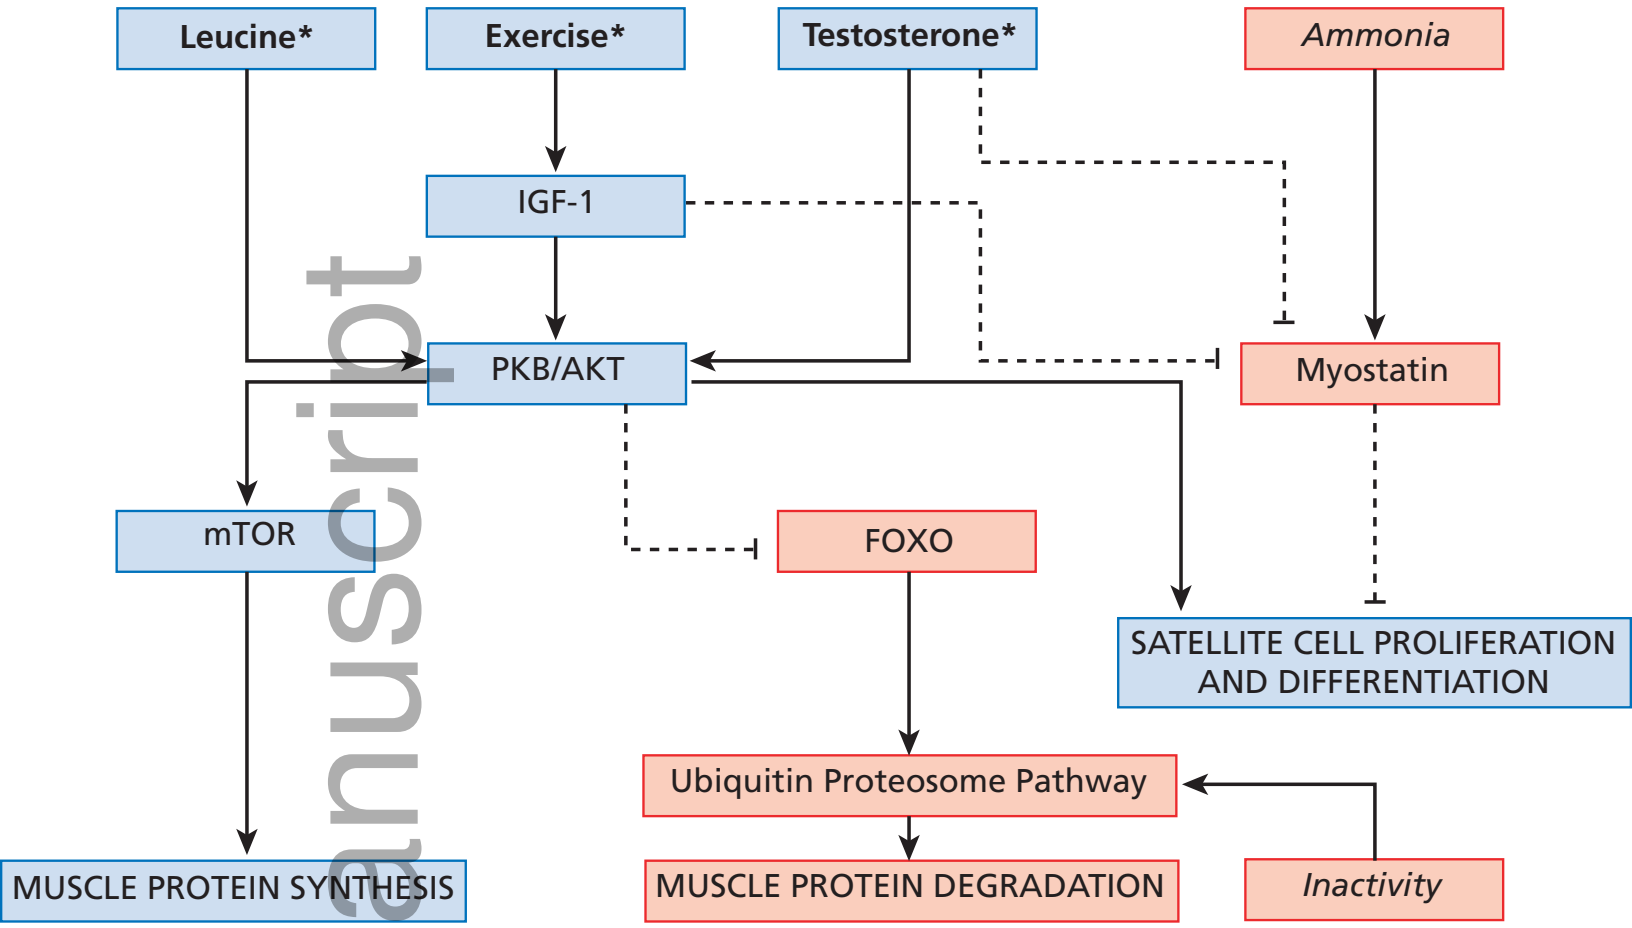 Leucine*
Exercise*
Testosterone*
Ammonia
IGF-1
PKB/AKT
Myostatin
mTOR
FOXO
SATELLITE CELL PROLIFERATION
AND DIFFERENTIATION
Ubiquitin Proteosome Pathway
MUSCLE PROTEIN SYNTHESIS
MUSCLE PROTEIN DEGRADATION
Inactivity
anuscript